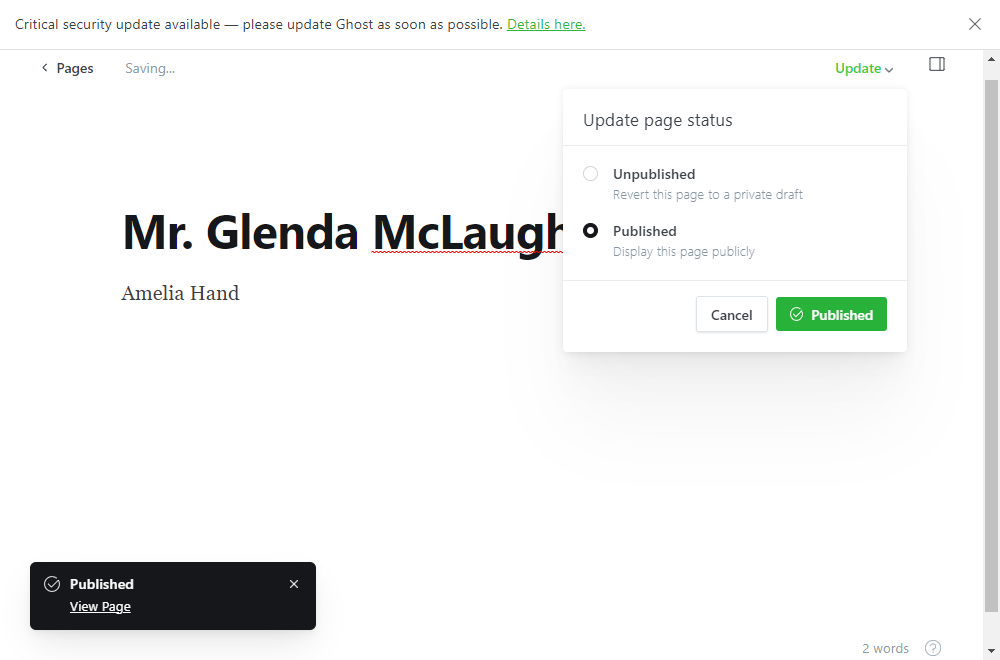 Critical security update available — please update Ghost as soon as possible. Details here.
Pages
Saving...
Update
Update page status
Unpublished
Revert this page to a private draft
Published
Display this page publicly
Cancel
Published
Mr. Glenda McLaugh
Amelia Hand
Published
View Page
2 words
?